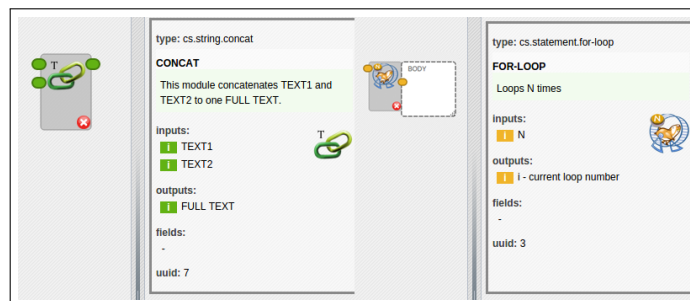 T
type: cs.string.concat
CONCAT
This module concatenates TEXT1 and
TEXT2 to one FULL TEXT.
inputs:
i TEXT1
i TEXT2
T
outputs:
i FULL TEXT
fields:
-
uuid: 7
N
BODY
type: cs.statement.for-loop
FOR-LOOP
Loops N times
inputs:
i N
N
outputs:
i i - current loop number
fields:
-
uuid: 3